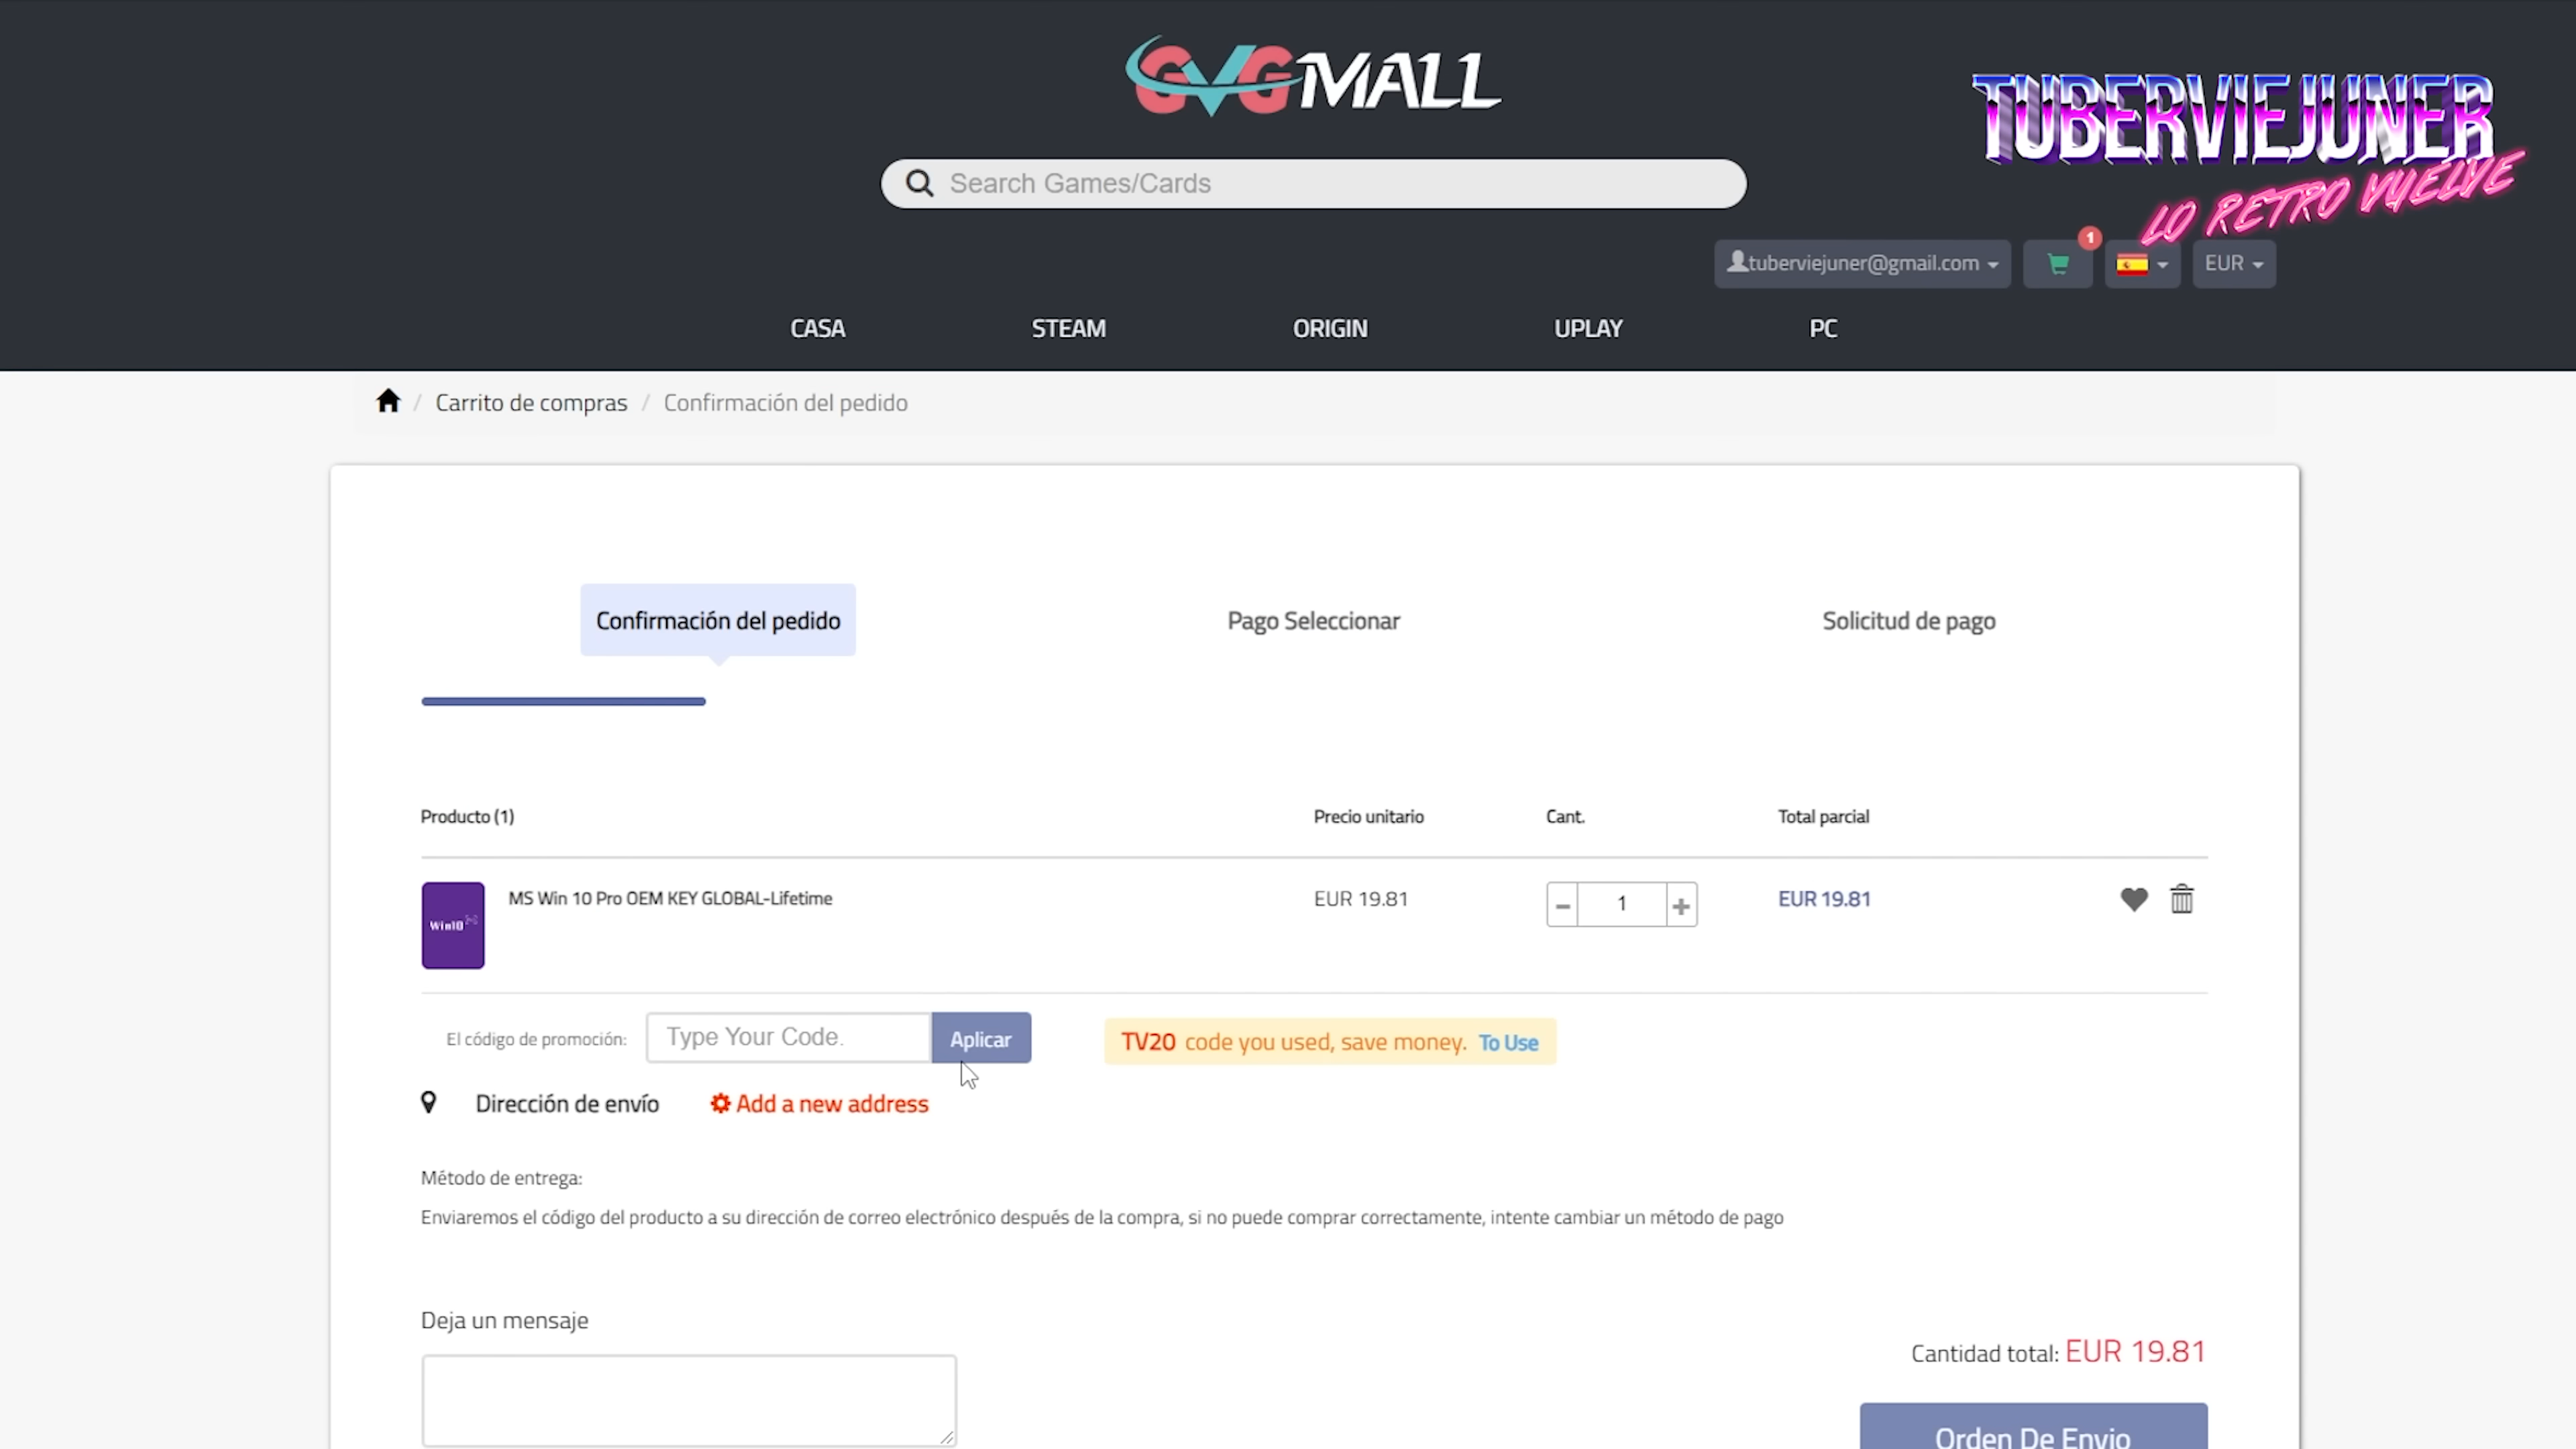 GVGMALL
TUBERVIEJUNER
LO RETRO VUELVE
Search Games/Cards
tuberviejuner@gmail.com
1
EUR
CASA
STEAM
ORIGIN
UPLAY
PC
/ Carrito de compras / Confirmación del pedido
Confirmación del pedido
Pago Seleccionar
Solicitud de pago
Producto (1)
Precio unitario
Cant.
Total parcial
Win10
MS Win 10 Pro OEM KEY GLOBAL-Lifetime
EUR 19.81
1
EUR 19.81
El código de promoción:
Type Your Code.
Aplicar
TV20 code you used, save money. To Use
Dirección de envío
Add a new address
Método de entrega:
Enviaremos el código del producto a su dirección de correo electrónico después de la compra, si no puede comprar correctamente, intente cambiar un método de pago
Deja un mensaje
Cantidad total: EUR 19.81
Orden De Envio